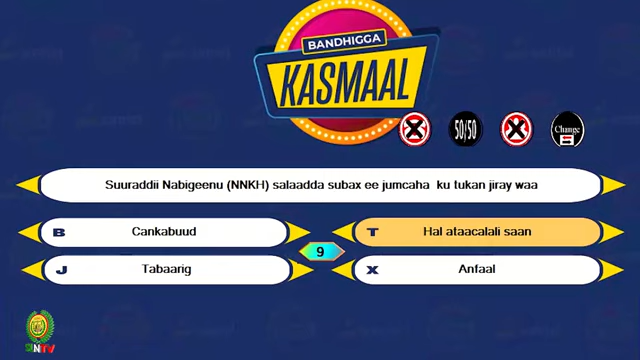 BANDHIGGA
KASMAAL
50/50
Change
Suuraddii Nabigeenu (NNKH) salaadda subax ee jumcaha ku tukan jiray waa
B Cankabuud
T Hal ataacalali saan
9
J Tabaarig
X Anfaal